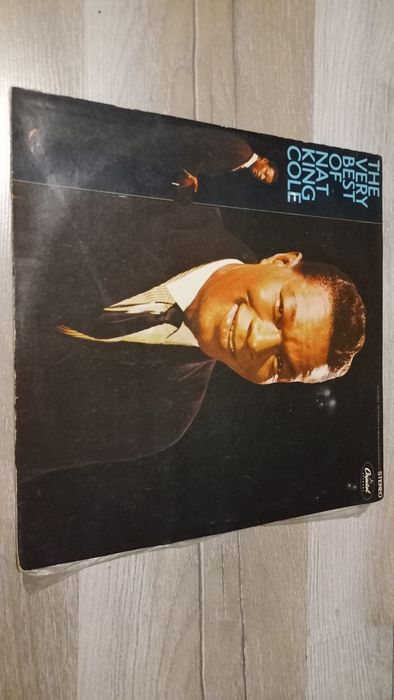 THE
VERY
BEST
OF
NAT
KING
COLE
Capitol
STEREO